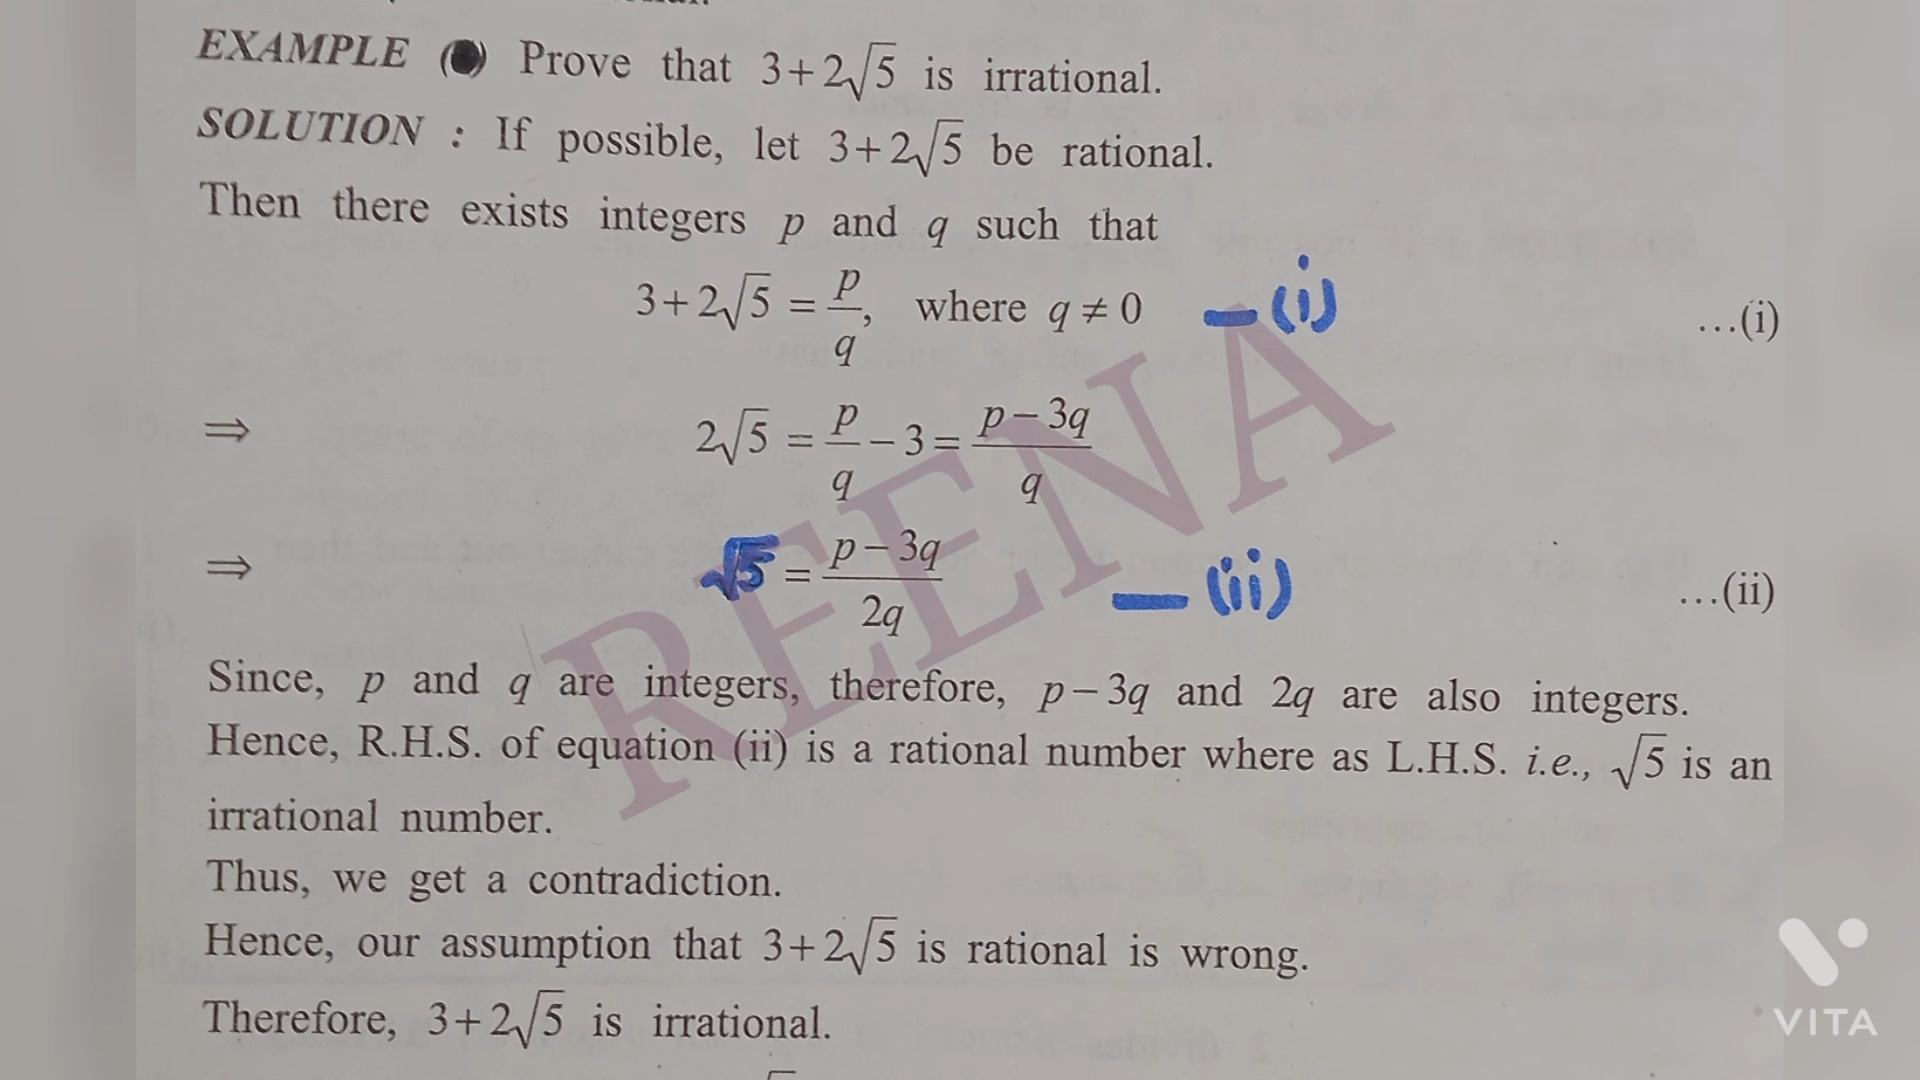 EXAMPLE ( ) Prove that 3+2√5 is irrational.
SOLUTION : If possible, let 3+2√5 be rational.
Then there exists integers p and q such that
3+2√5 = p/q, where q ≠ 0 —(i) ...(i)
⇒ 2√5 = p/q − 3 = (p−3q)/q
⇒ √5 = (p−3q)/2q —(ii) ...(ii)
Since, p and q are integers, therefore, p−3q and 2q are also integers.
Hence, R.H.S. of equation (ii) is a rational number where as L.H.S. i.e., √5 is an
irrational number.
Thus, we get a contradiction.
Hence, our assumption that 3+2√5 is rational is wrong.
Therefore, 3+2√5 is irrational.
REENA
VITA